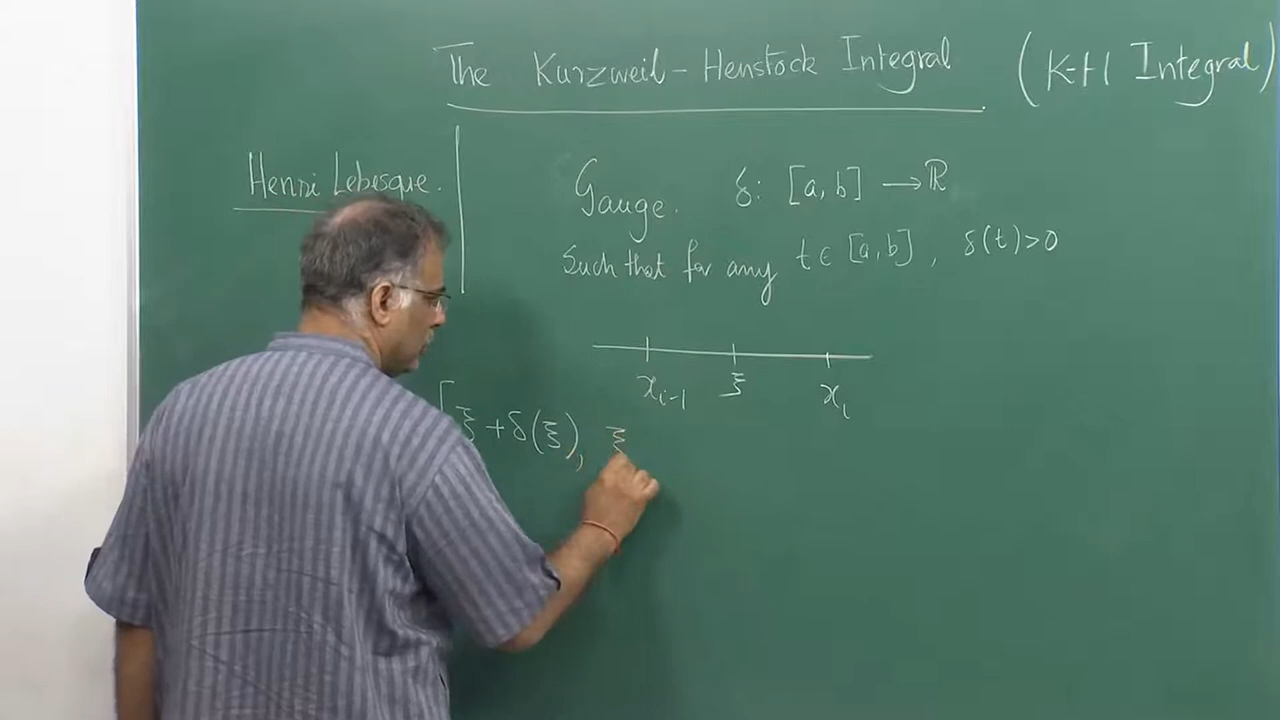 The Kurzweil-Henstock Integral (K-H Integral)
Henri Lebesgue.
Gauge. δ: [a, b] → ℝ
Such that for any t ∈ [a, b], δ(t) > 0
x_{i-1} ξ x_i
[ξ + δ(ξ), ξ